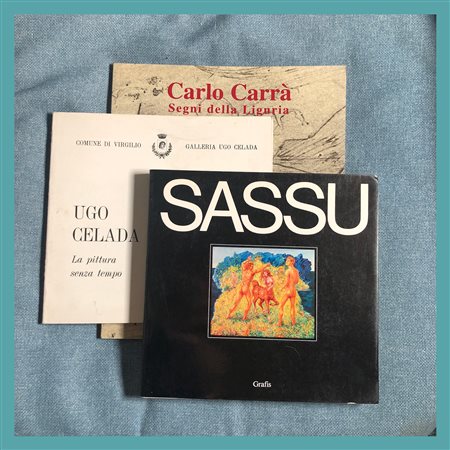 Carlo Carrà
Segni della Liguria
COMUNE DI VIRGILIO GALLERIA UGO CELADA
UGO
CELADA
La pittura
senza tempo
SASSU
Grafis